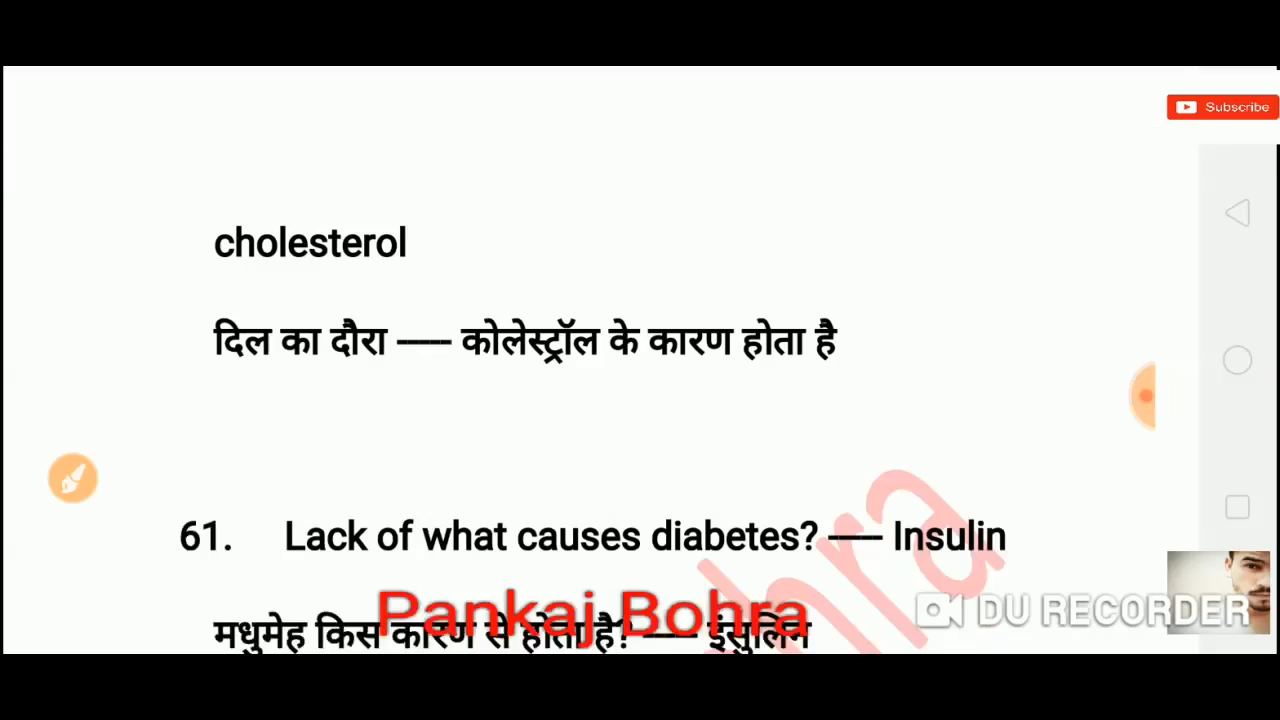 Subscribe
cholesterol
दिल का दौरा ---- कोलेस्ट्रॉल के कारण होता है
61. Lack of what causes diabetes? ---- Insulin
Pankaj Bohra
DU RECORDER
मधुमेह किस कारण से होता है? ---- इंसुलिन